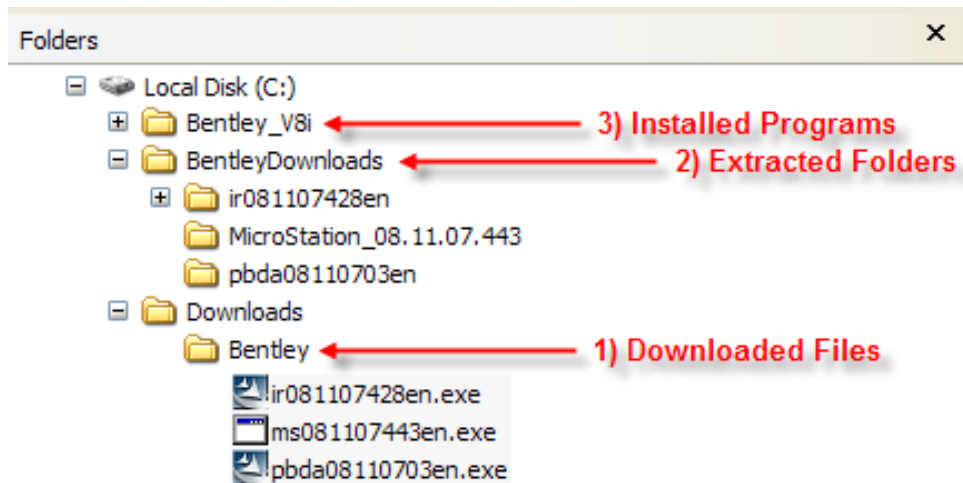 Folders
Local Disk (C:)
Bentley_V8i 3) Installed Programs
BentleyDownloads 2) Extracted Folders
ir081107428en
MicroStation_08.11.07.443
pbda08110703en
Downloads
Bentley 1) Downloaded Files
ir081107428en.exe
ms081107443en.exe
pbda08110703en.exe